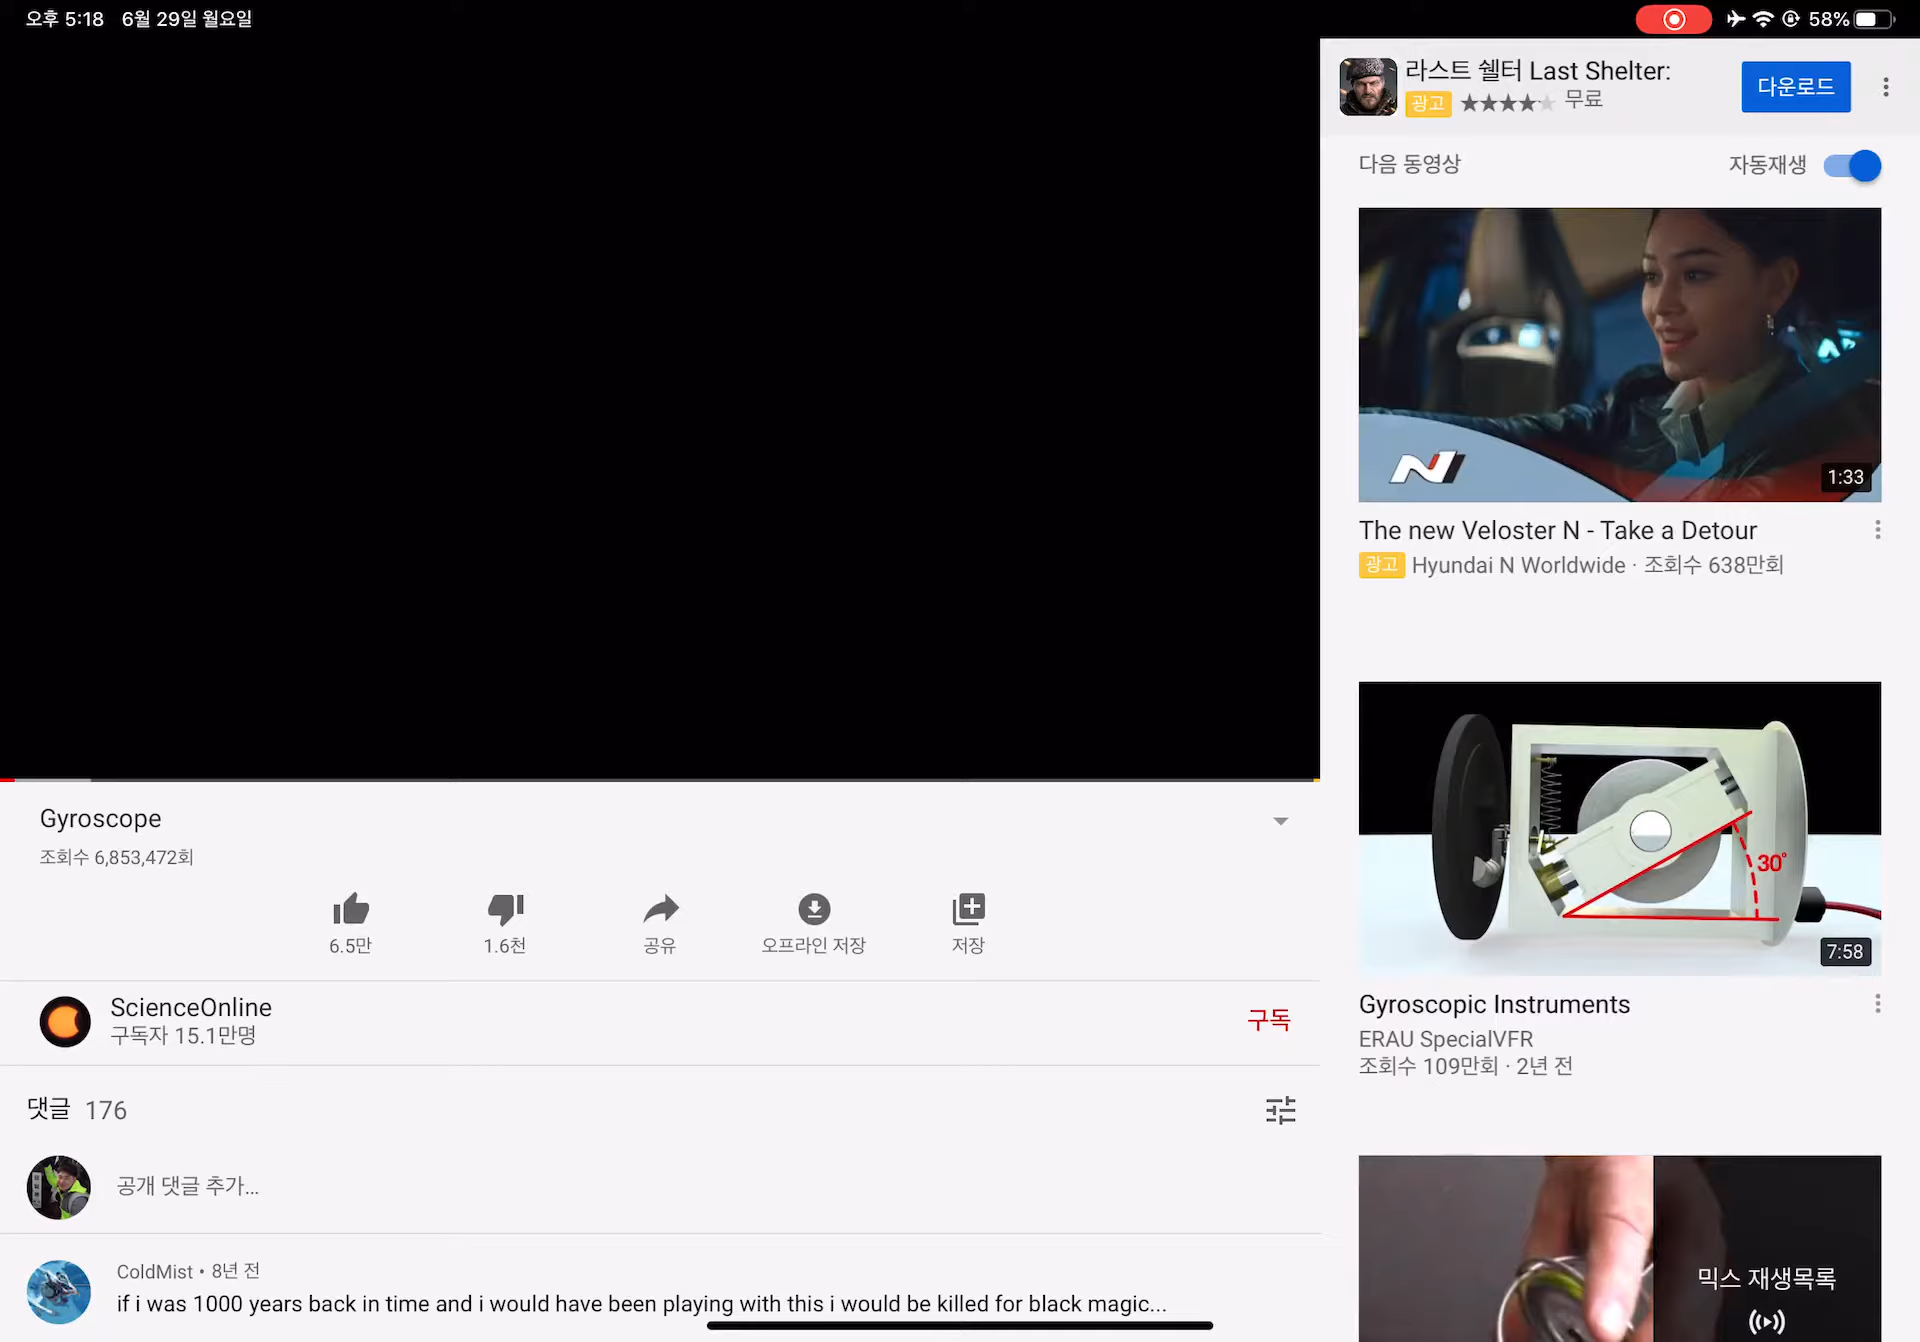 오후 5:18 6월 29일 월요일
58%
라스트 쉘터 Last Shelter:
광고 무료
다운로드
다음 동영상
자동재생
1:33
The new Veloster N - Take a Detour
광고 Hyundai N Worldwide · 조회수 638만회
30°
7:58
Gyroscopic Instruments
ERAU SpecialVFR
조회수 109만회 · 2년 전
믹스 재생목록
Gyroscope
조회수 6,853,472회
6.5만
1.6천
공유
오프라인 저장
저장
ScienceOnline
구독자 15.1만명
구독
댓글 176
공개 댓글 추가...
ColdMist • 8년 전
if i was 1000 years back in time and i would have been playing with this i would be killed for black magic...